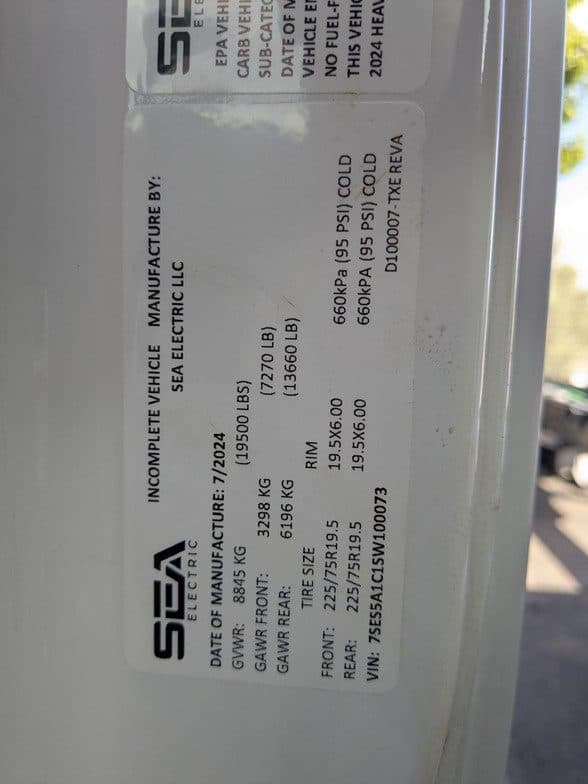 SEA
ELE
EPA VEHI
CARB VEHI
SUB-CATEG
DATE OF M
VEHICLE E
NO FUEL-F
THIS VEHIC
2024 HEAV
SEA
ELECTRIC
INCOMPLETE VEHICLE MANUFACTURE BY:
SEA ELECTRIC LLC
DATE OF MANUFACTURE: 7/2024
GVWR: 8845 KG (19500 LBS)
GAWR FRONT: 3298 KG (7270 LB)
GAWR REAR: 6196 KG (13660 LB)
TIRE SIZE RIM
FRONT: 225/75R19.5 19.5X6.00 660kPa (95 PSI) COLD
REAR: 225/75R19.5 19.5X6.00 660kPA (95 PSI) COLD
VIN: 7SE55A1C1SW100073 D100007-TXE REVA